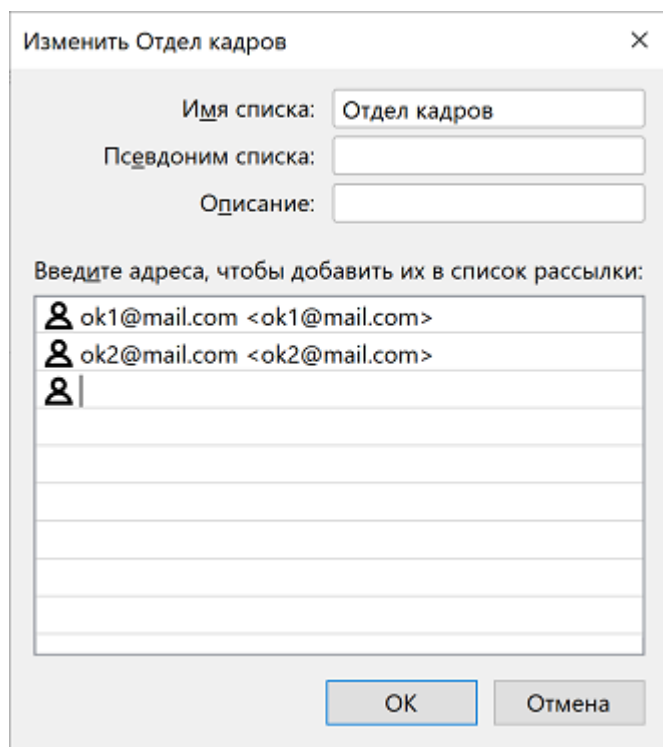 Изменить Отдел кадров
Имя списка: Отдел кадров
Псевдоним списка:
Описание:
Введите адреса, чтобы добавить их в список рассылки:
ok1@mail.com <ok1@mail.com>
ok2@mail.com <ok2@mail.com>
ОК Отмена